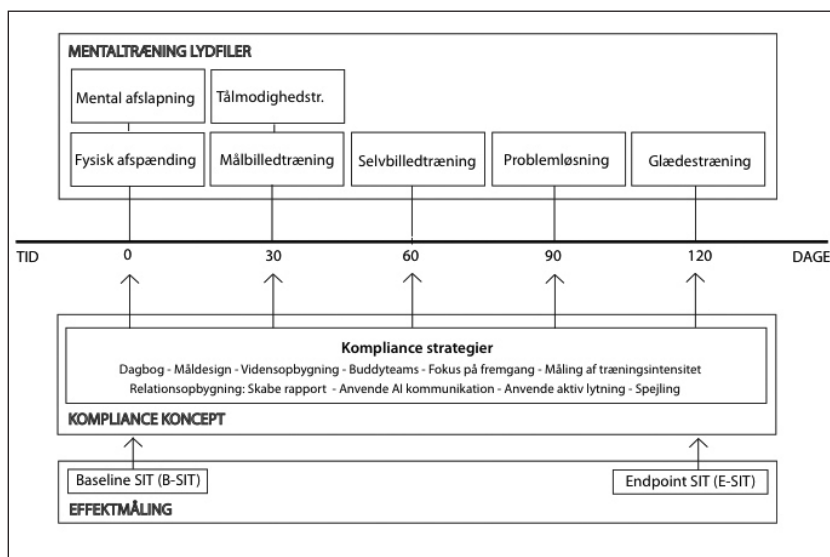 MENTALTRÆNING LYDFILER
Mental afslapning
Tålmodighedstr.
Fysisk afspænding
Målbilledtræning
Selvbilledtræning
Problemløsning
Glædestræning
TID
0
30
60
90
120
DAGE
Kompliance strategier
Dagbog - Måldesign - Vidensopbygning - Buddyteams - Fokus på fremgang - Måling af træningsintensitet
Relationsopbygning: Skabe rapport - Anvende AI kommunikation - Anvende aktiv lytning - Spejling
KOMPLIANCE KONCEPT
Baseline SIT (B-SIT)
Endpoint SIT (E-SIT)
EFFEKTMÅLING